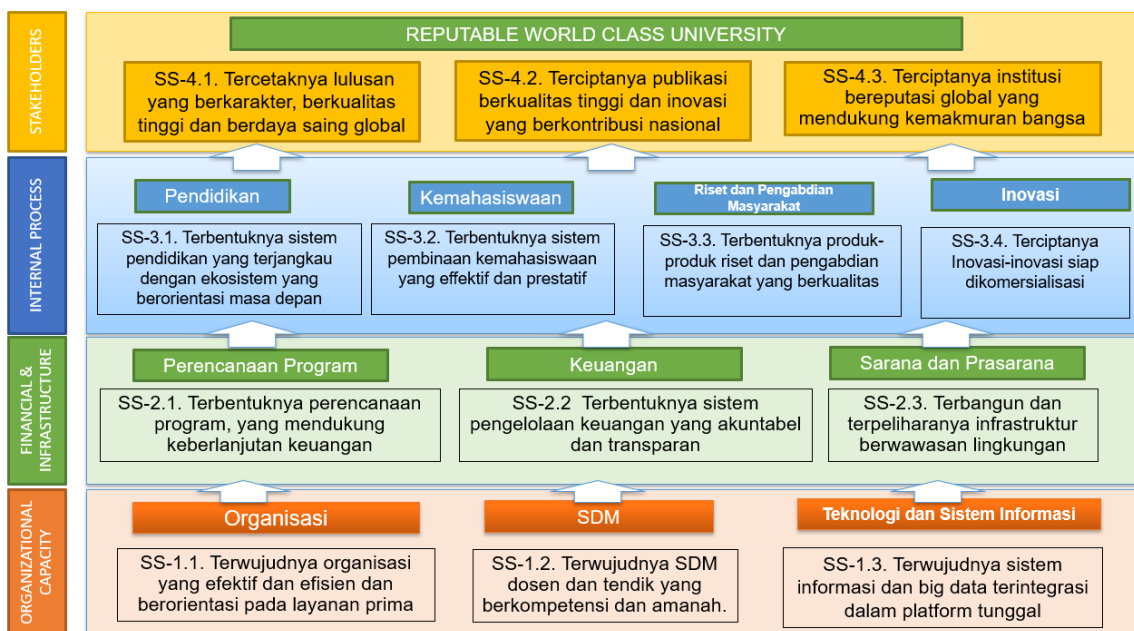 STAKEHOLDERS
REPUTABLE WORLD CLASS UNIVERSITY
SS-4.1. Tercetaknya lulusan
yang berkarakter, berkualitas
tinggi dan berdaya saing global
SS-4.2. Terciptanya publikasi
berkualitas tinggi dan inovasi
yang berkontribusi nasional
SS-4.3. Terciptanya institusi
bereputasi global yang
mendukung kemakmuran bangsa
INTERNAL PROCESS
Pendidikan
SS-3.1. Terbentuknya sistem
pendidikan yang terjangkau
dengan ekosistem yang
berorientasi masa depan
Kemahasiswaan
SS-3.2. Terbentuknya sistem
pembinaan kemahasiswaan
yang effektif dan prestatif
Riset dan Pengabdian
Masyarakat
SS-3.3. Terbentuknya produk-
produk riset dan pengabdian
masyarakat yang berkualitas
Inovasi
SS-3.4. Terciptanya
Inovasi-inovasi siap
dikomersialisasi
FINANCIAL &
INFRASTRUCTURE
Perencanaan Program
SS-2.1. Terbentuknya perencanaan
program, yang mendukung
keberlanjutan keuangan
Keuangan
SS-2.2 Terbentuknya sistem
pengelolaan keuangan yang akuntabel
dan transparan
Sarana dan Prasarana
SS-2.3. Terbangun dan
terpeliharanya infrastruktur
berwawasan lingkungan
ORGANIZATIONAL
CAPACITY
Organisasi
SS-1.1. Terwujudnya organisasi
yang efektif dan efisien dan
berorientasi pada layanan prima
SDM
SS-1.2. Terwujudnya SDM
dosen dan tendik yang
berkompetensi dan amanah.
Teknologi dan Sistem Informasi
SS-1.3. Terwujudnya sistem
informasi dan big data terintegrasi
dalam platform tunggal